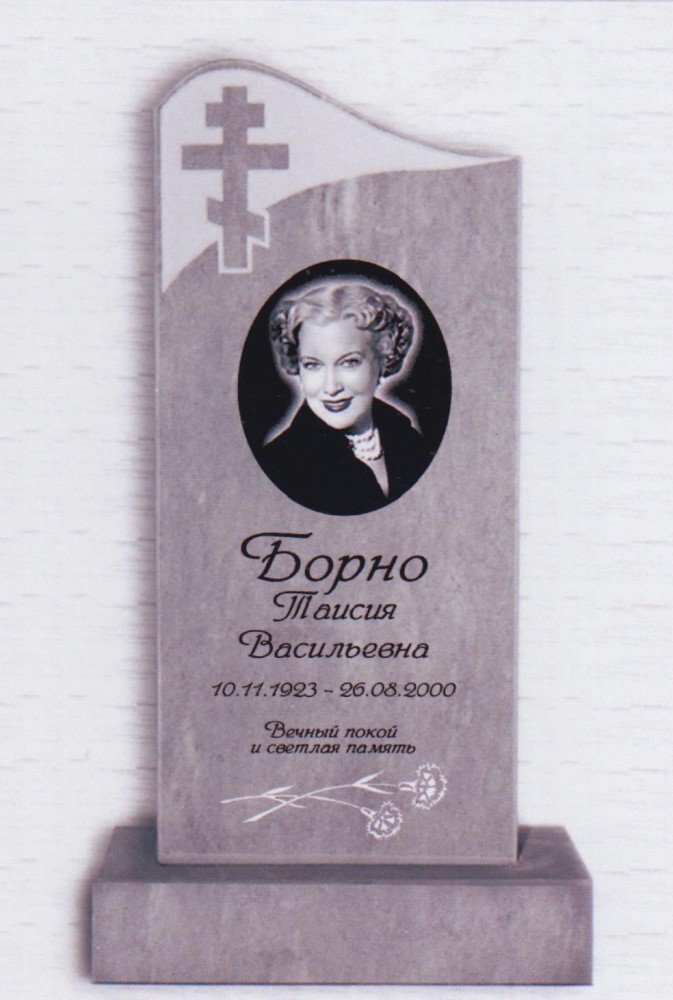 Борно
Таисия
Васильевна
10.11.1923 - 26.08.2000
Вечный покой
и светлая память